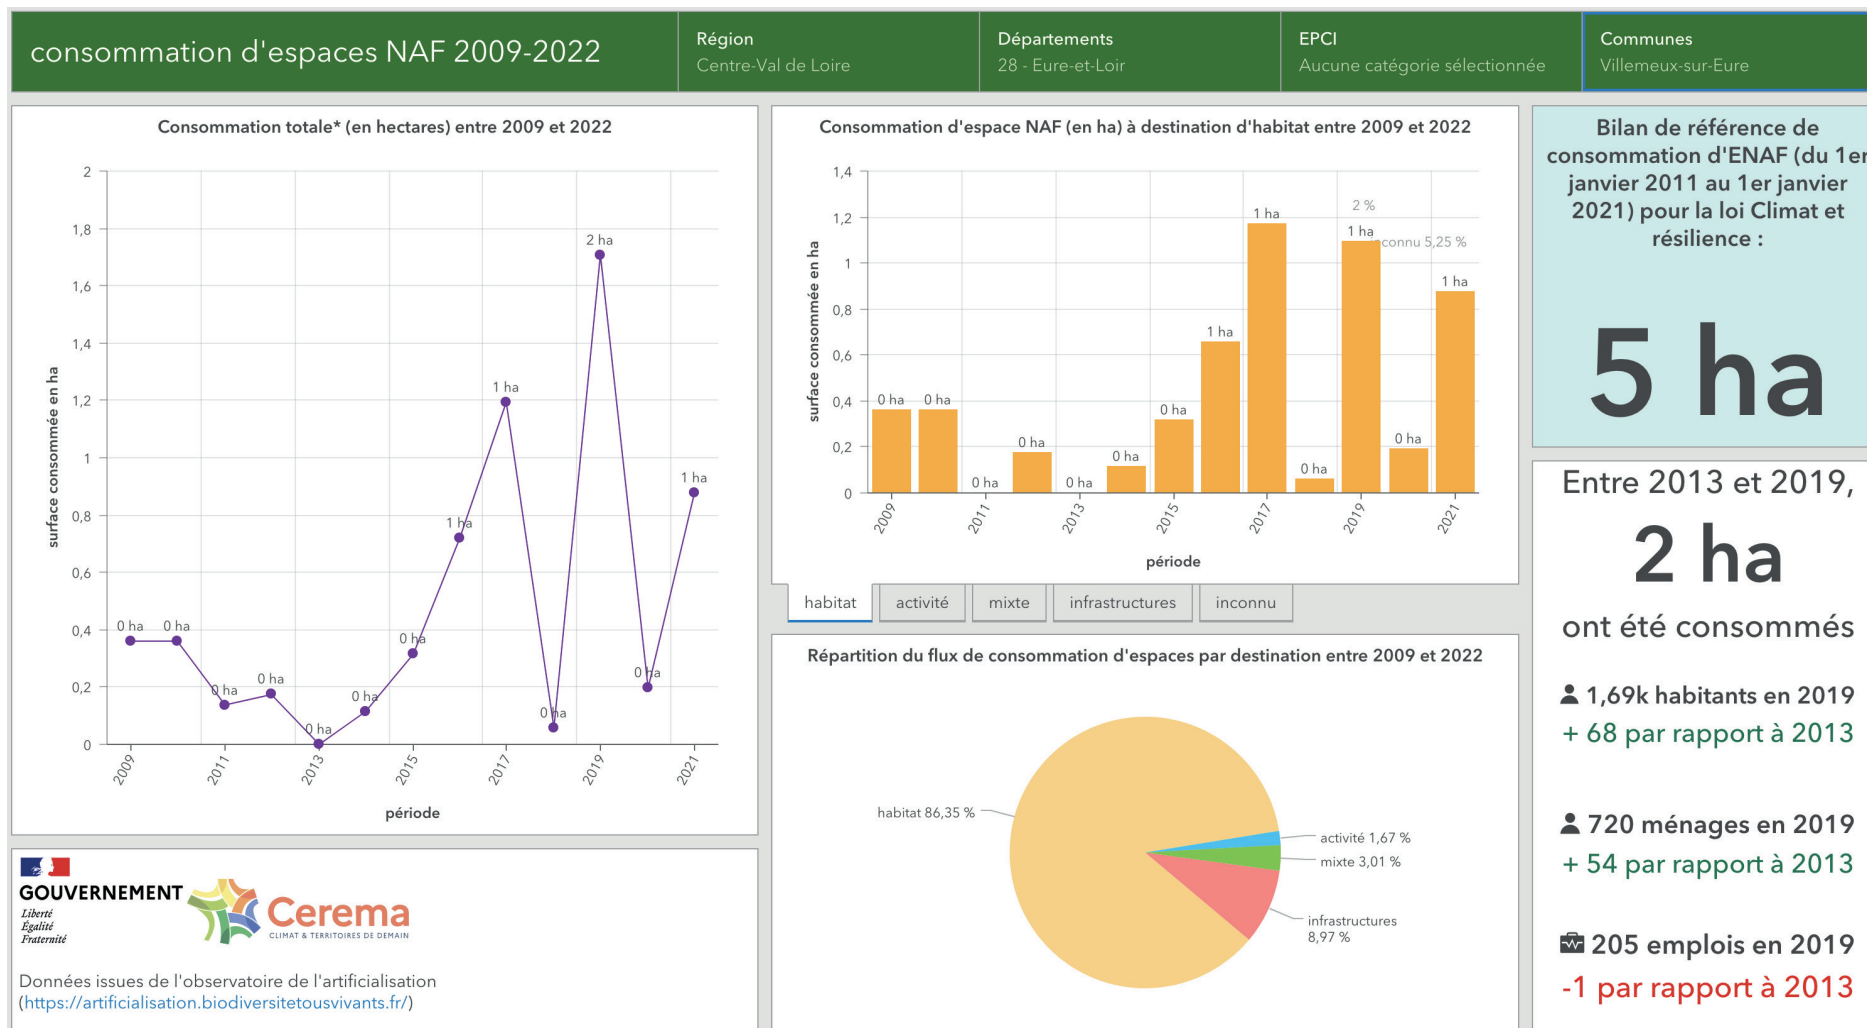 consommation d'espaces NAF 2009-2022
Région
Centre-Val de Loire
Départements
28 - Eure-et-Loir
EPCI
Aucune catégorie sélectionnée
Communes
Villemeux-sur-Eure
Consommation totale* (en hectares) entre 2009 et 2022
surface consommée en ha
2
1,8
1,6
1,4
1,2
1
0,8
0,6
0,4
0,2
0
0 ha
0 ha
0 ha
0 ha
0 ha
0 ha
0 ha
1 ha
1 ha
0 ha
2 ha
0 ha
1 ha
2009
2011
2013
2015
2017
2019
2021
période
GOUVERNEMENT
Liberté
Égalité
Fraternité
Cerema
CLIMAT & TERRITOIRES DE DEMAIN
Données issues de l'observatoire de l'artificialisation
(https://artificialisation.biodiversitetousvivants.fr/)
Consommation d'espace NAF (en ha) à destination d'habitat entre 2009 et 2022
surface consommée en ha
1,4
1,2
1
0,8
0,6
0,4
0,2
0
0 ha
0 ha
0 ha
0 ha
0 ha
0 ha
0 ha
1 ha
1 ha
0 ha
1 ha
0 ha
1 ha
2 %
inconnu 5,25 %
2009
2011
2013
2015
2017
2019
2021
période
habitat
activité
mixte
infrastructures
inconnu
Répartition du flux de consommation d'espaces par destination entre 2009 et 2022
habitat 86,35 %
activité 1,67 %
mixte 3,01 %
infrastructures
8,97 %
Bilan de référence de
consommation d'ENAF (du 1er
janvier 2011 au 1er janvier
2021) pour la loi Climat et
résilience :
5 ha
Entre 2013 et 2019,
2 ha
ont été consommés
1,69k habitants en 2019
+ 68 par rapport à 2013
720 ménages en 2019
+ 54 par rapport à 2013
205 emplois en 2019
-1 par rapport à 2013